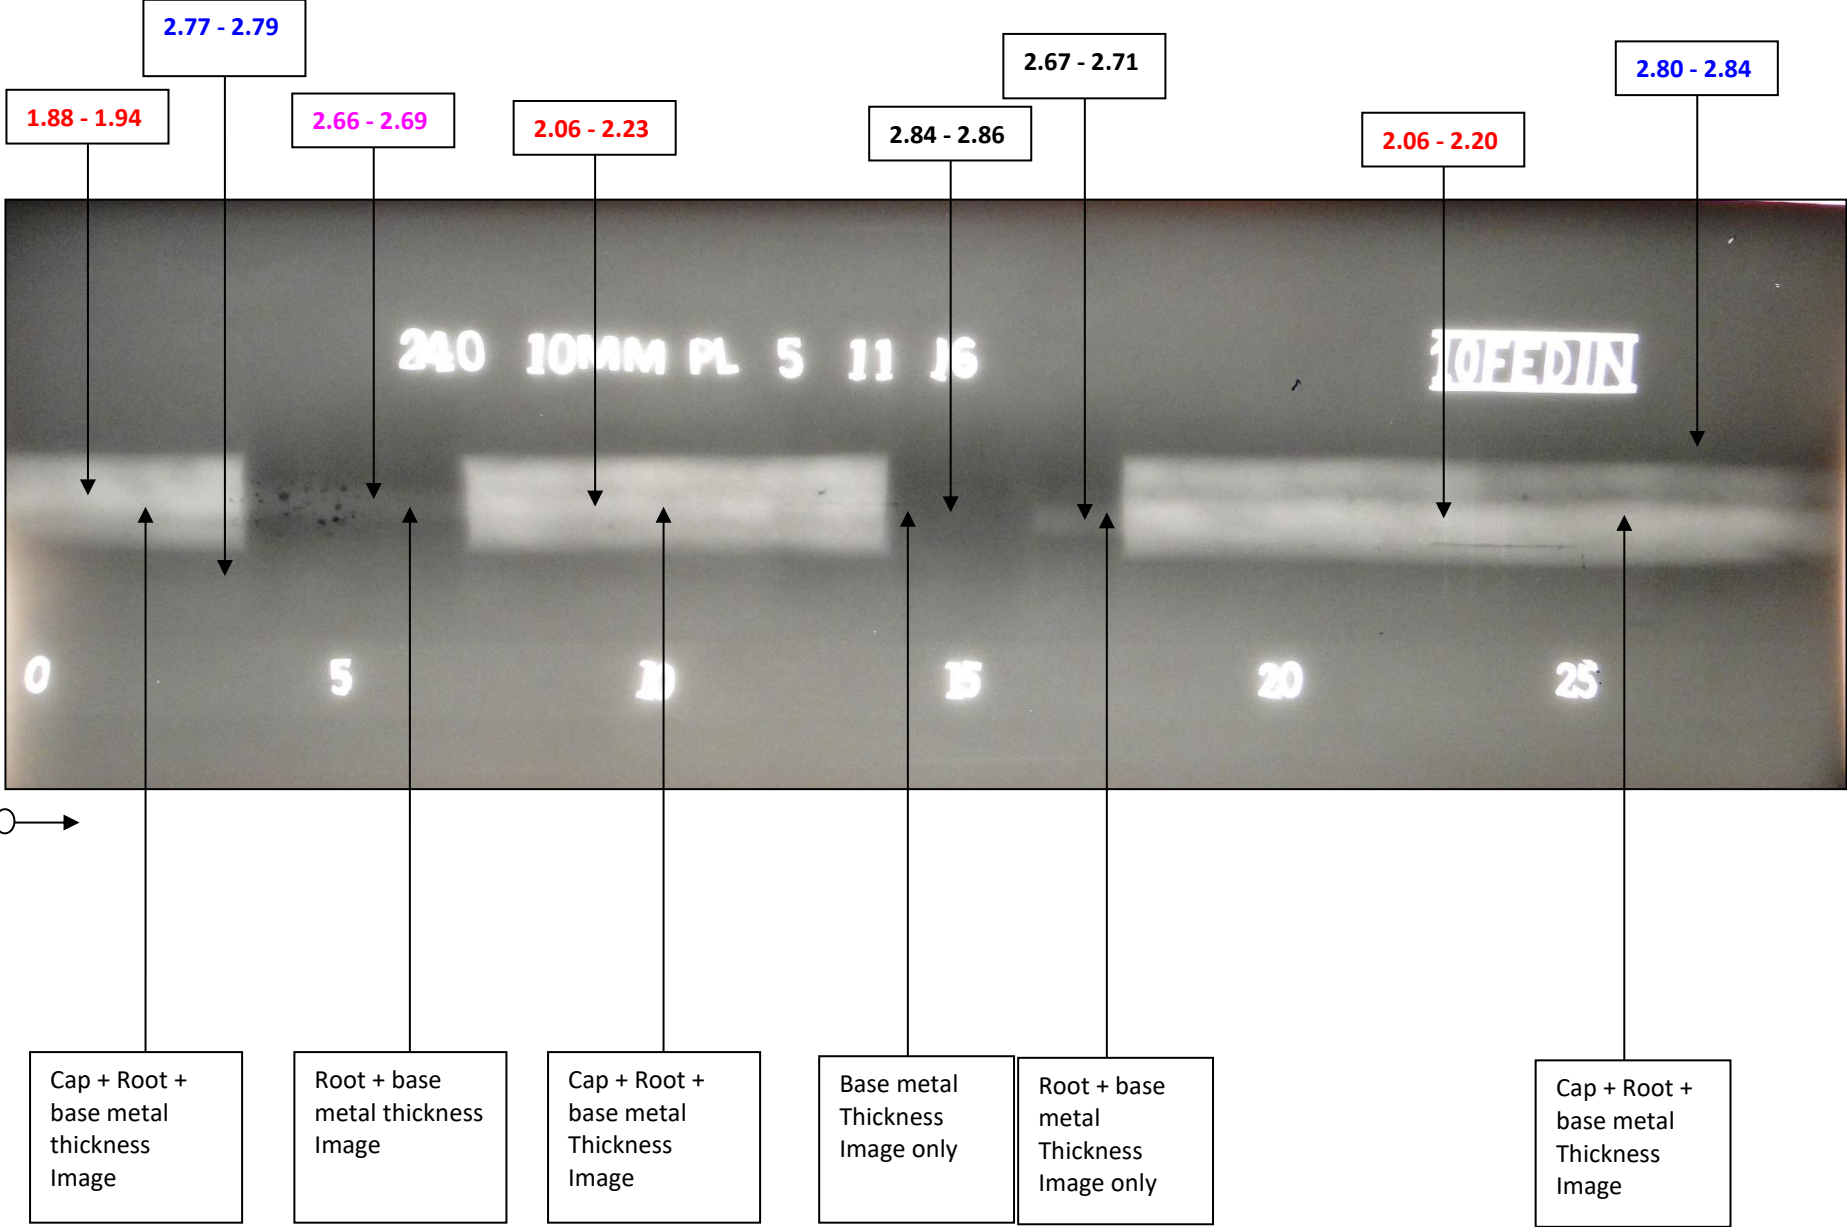 2.77 - 2.79
2.67 - 2.71
2.80 - 2.84
1.88 - 1.94
2.66 - 2.69
2.06 - 2.23
2.84 - 2.86
2.06 - 2.20
240 10MM PL 5 11 16
10FEDIN
0 5 10 15 20 25
Cap + Root +
base metal
thickness
Image
Root + base
metal thickness
Image
Cap + Root +
base metal
Thickness
Image
Base metal
Thickness
Image only
Root + base
metal
Thickness
Image only
Cap + Root +
base metal
Thickness
Image